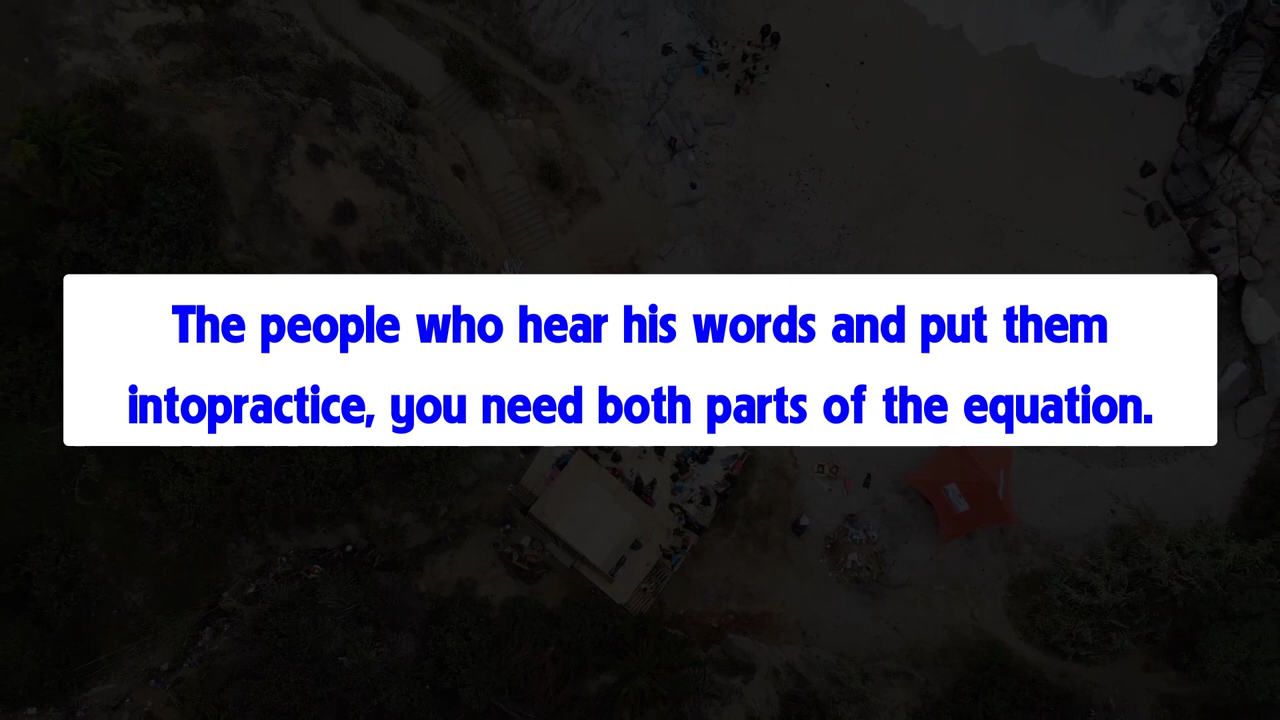 The people who hear his words and put them
intopractice, you need both parts of the equation.